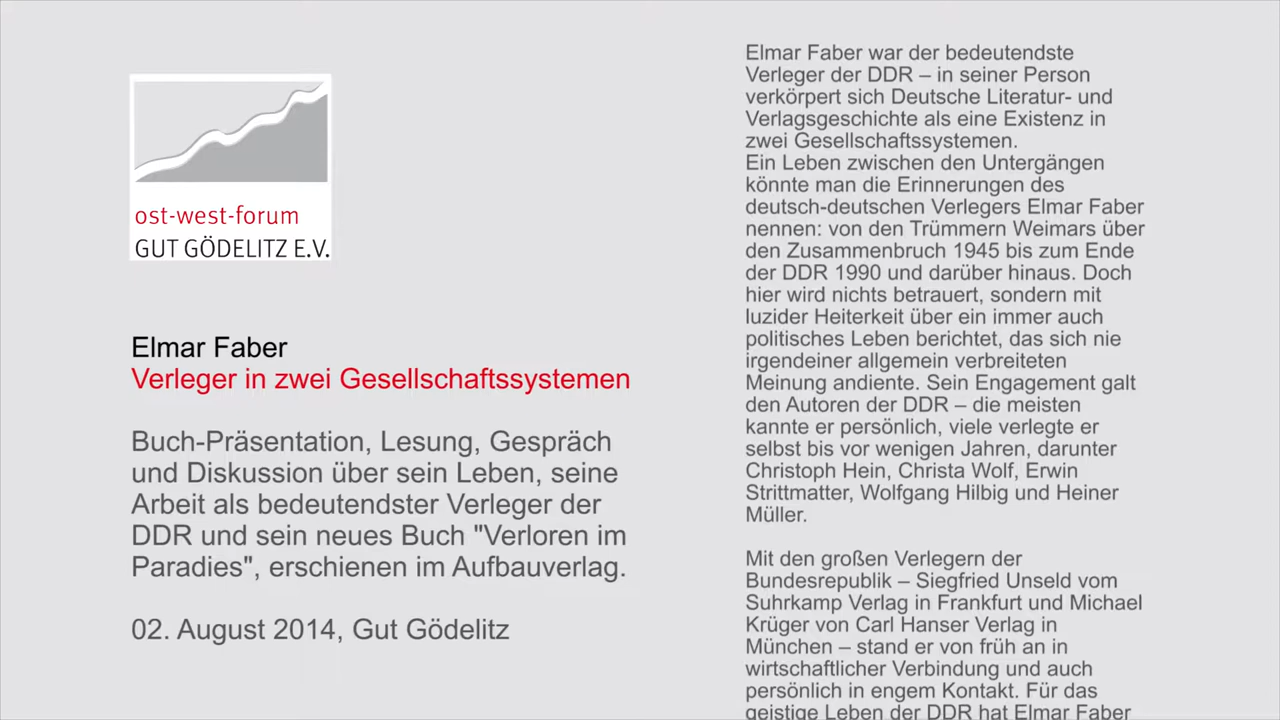 ost-west-forum
GUT GÖDELITZ E.V.
Elmar Faber
Verleger in zwei Gesellschaftssystemen
Buch-Präsentation, Lesung, Gespräch
und Diskussion über sein Leben, seine
Arbeit als bedeutendster Verleger der
DDR und sein neues Buch "Verloren im
Paradies", erschienen im Aufbauverlag.
02. August 2014, Gut Gödelitz
Elmar Faber war der bedeutendste
Verleger der DDR – in seiner Person
verkörpert sich Deutsche Literatur- und
Verlagsgeschichte als eine Existenz in
zwei Gesellschaftssystemen.
Ein Leben zwischen den Untergängen
könnte man die Erinnerungen des
deutsch-deutschen Verlegers Elmar Faber
nennen: von den Trümmern Weimars über
den Zusammenbruch 1945 bis zum Ende
der DDR 1990 und darüber hinaus. Doch
hier wird nichts betrauert, sondern mit
luzider Heiterkeit über ein immer auch
politisches Leben berichtet, das sich nie
irgendeiner allgemein verbreiteten
Meinung andiente. Sein Engagement galt
den Autoren der DDR – die meisten
kannte er persönlich, viele verlegte er
selbst bis vor wenigen Jahren, darunter
Christoph Hein, Christa Wolf, Erwin
Strittmatter, Wolfgang Hilbig und Heiner
Müller.
Mit den großen Verlegern der
Bundesrepublik – Siegfried Unseld vom
Suhrkamp Verlag in Frankfurt und Michael
Krüger von Carl Hanser Verlag in
München – stand er von früh an in
wirtschaftlicher Verbindung und auch
persönlich in engem Kontakt. Für das
geistige Leben der DDR hat Elmar Faber